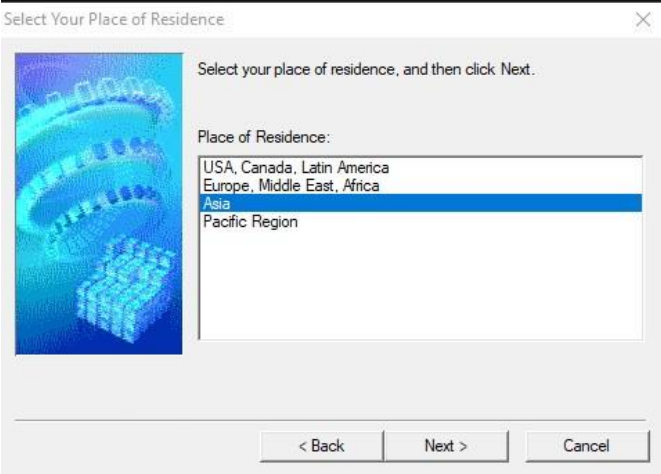 Select Your Place of Residence
Select your place of residence, and then click Next.
Place of Residence:
USA, Canada, Latin America
Europe, Middle East, Africa
Asia
Pacific Region
< Back
Next >
Cancel